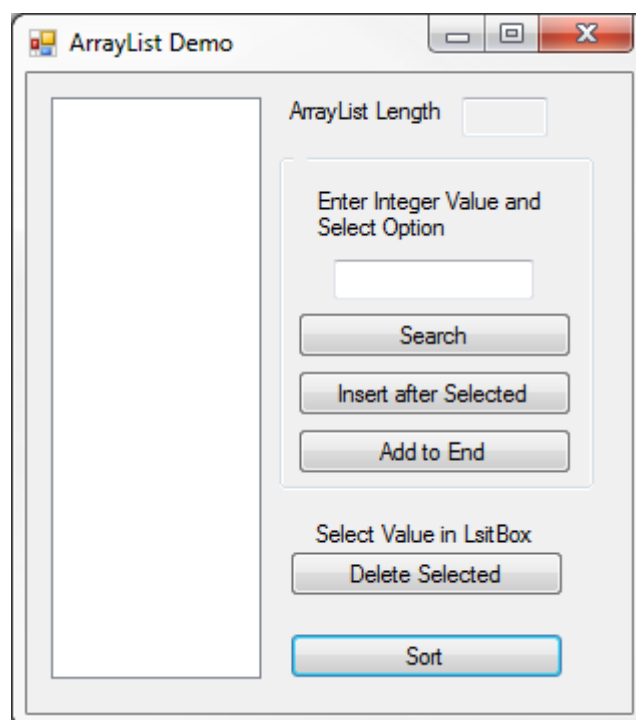 ArrayList Demo
ArrayList Length
Enter Integer Value and
Select Option
Search
Insert after Selected
Add to End
Select Value in LsitBox
Delete Selected
Sort